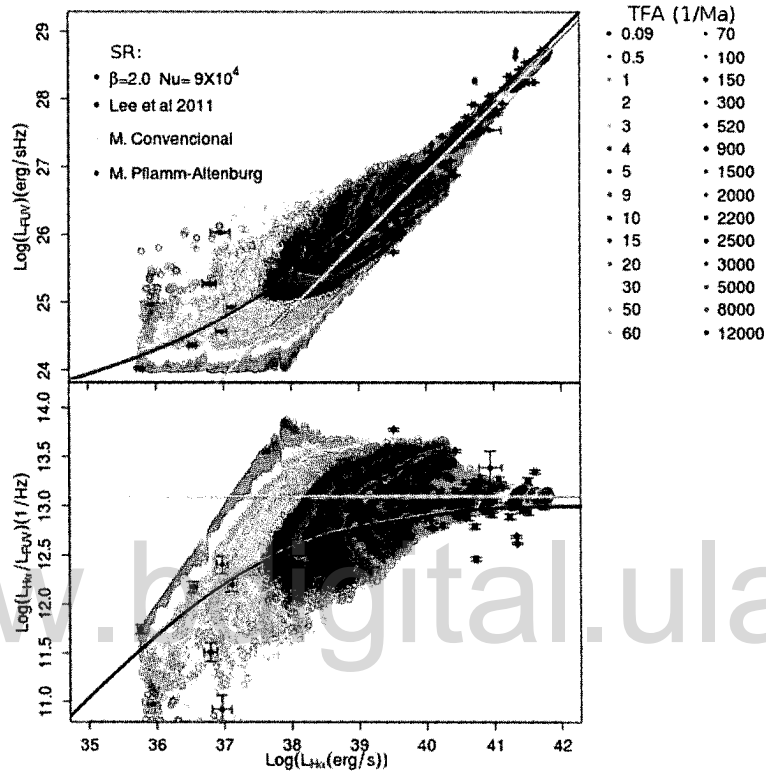 TFA (1/Ma)
0.09 70
0.5 100
1 150
2 300
3 520
4 900
5 1500
9 2000
10 2200
15 2500
20 3000
30 5000
50 8000
60 12000
SR:
β=2.0 Nu= 9X10⁴
Lee et al 2011
M. Convencional
M. Pflamm-Altenburg
Log(L_FUV)(erg/sHz)
29
28
27
26
25
24
Log(L_Hα/L_FUV)(1/Hz)
14.0
13.5
13.0
12.5
12.0
11.5
11.0
35 36 37 38 39 40 41 42
Log(L_Hα(erg/s))
w.bdigital.ula